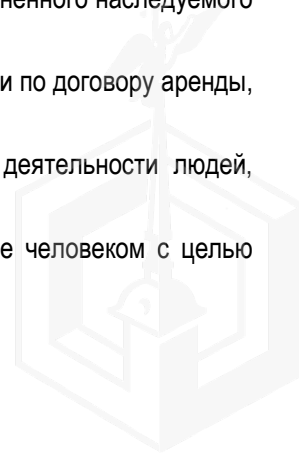 ненного наследуемого
и по договору аренды,
деятельности людей,
е человеком с целью